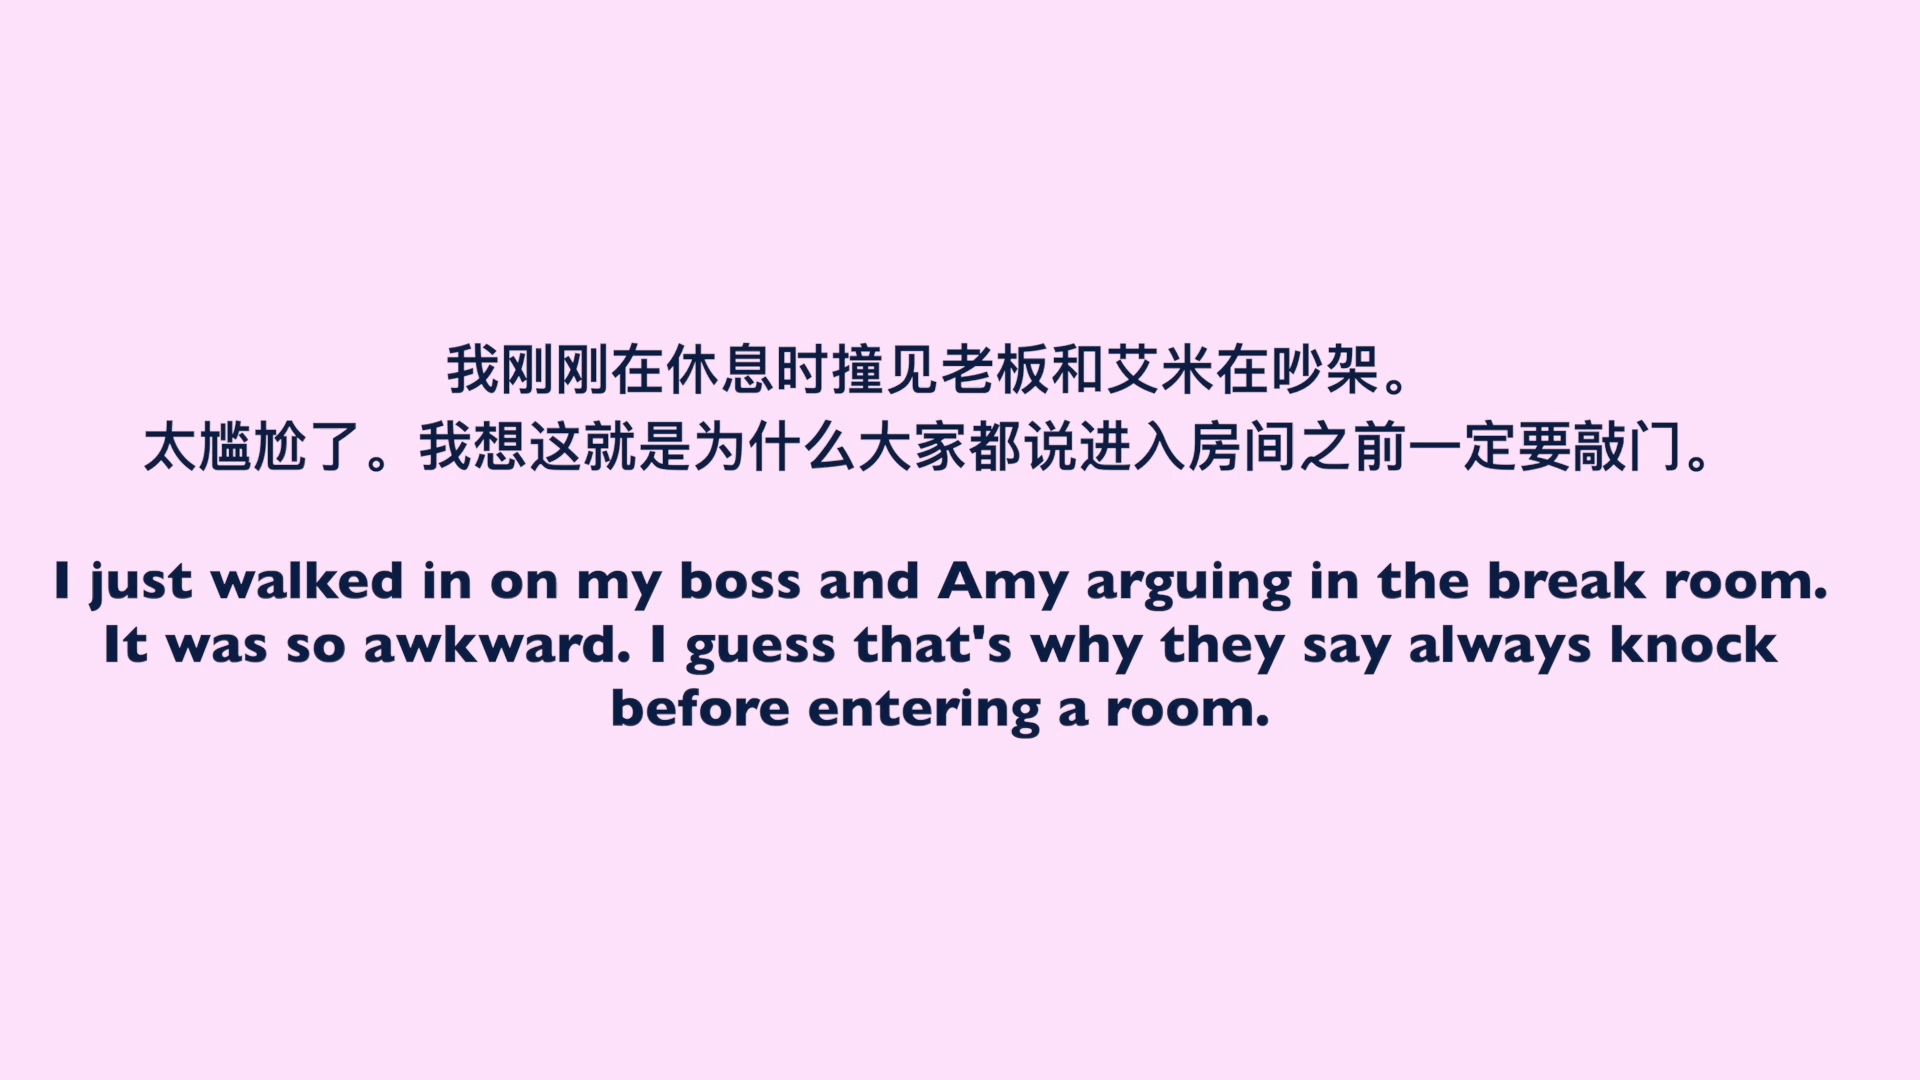 我刚刚在休息时撞见老板和艾米在吵架。
太尴尬了。我想这就是为什么大家都说进入房间之前一定要敲门。
I just walked in on my boss and Amy arguing in the break room.
It was so awkward. I guess that's why they say always knock
before entering a room.